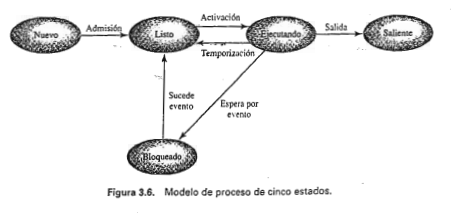 Nuevo
Admisión
Listo
Activación
Temporización
Ejecutando
Salida
Saliente
Sucede
evento
Espera por
evento
Bloqueado
Figura 3.6. Modelo de proceso de cinco estados.